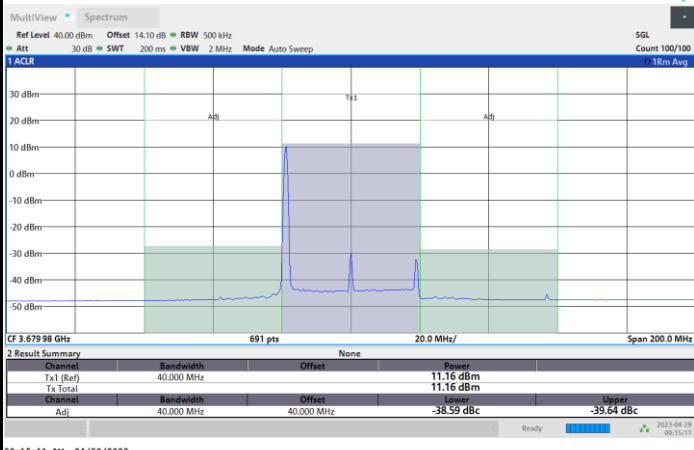 MultiView Spectrum
Ref Level 40.00 dBm Offset 14.10 dB RBW 500 kHz SGL
Att 30 dB SWT 200 ms VBW 2 MHz Mode Auto Sweep Count 100/100
1 ACLR 1Rm Avg
30 dBm
Tx1
20 dBm
Adj Adj
10 dBm
0 dBm
-10 dBm
-20 dBm
-30 dBm
-40 dBm
-50 dBm
CF 3.679 98 GHz 691 pts 20.0 MHz/ Span 200.0 MHz
2 Result Summary None
Channel Bandwidth Offset Power
Tx1 (Ref) 40.000 MHz 11.16 dBm
Tx Total 11.16 dBm
Channel Bandwidth Offset Lower Upper
Adj 40.000 MHz 40.000 MHz -38.59 dBc -39.64 dBc
Ready 2023-04-29
09:15:11